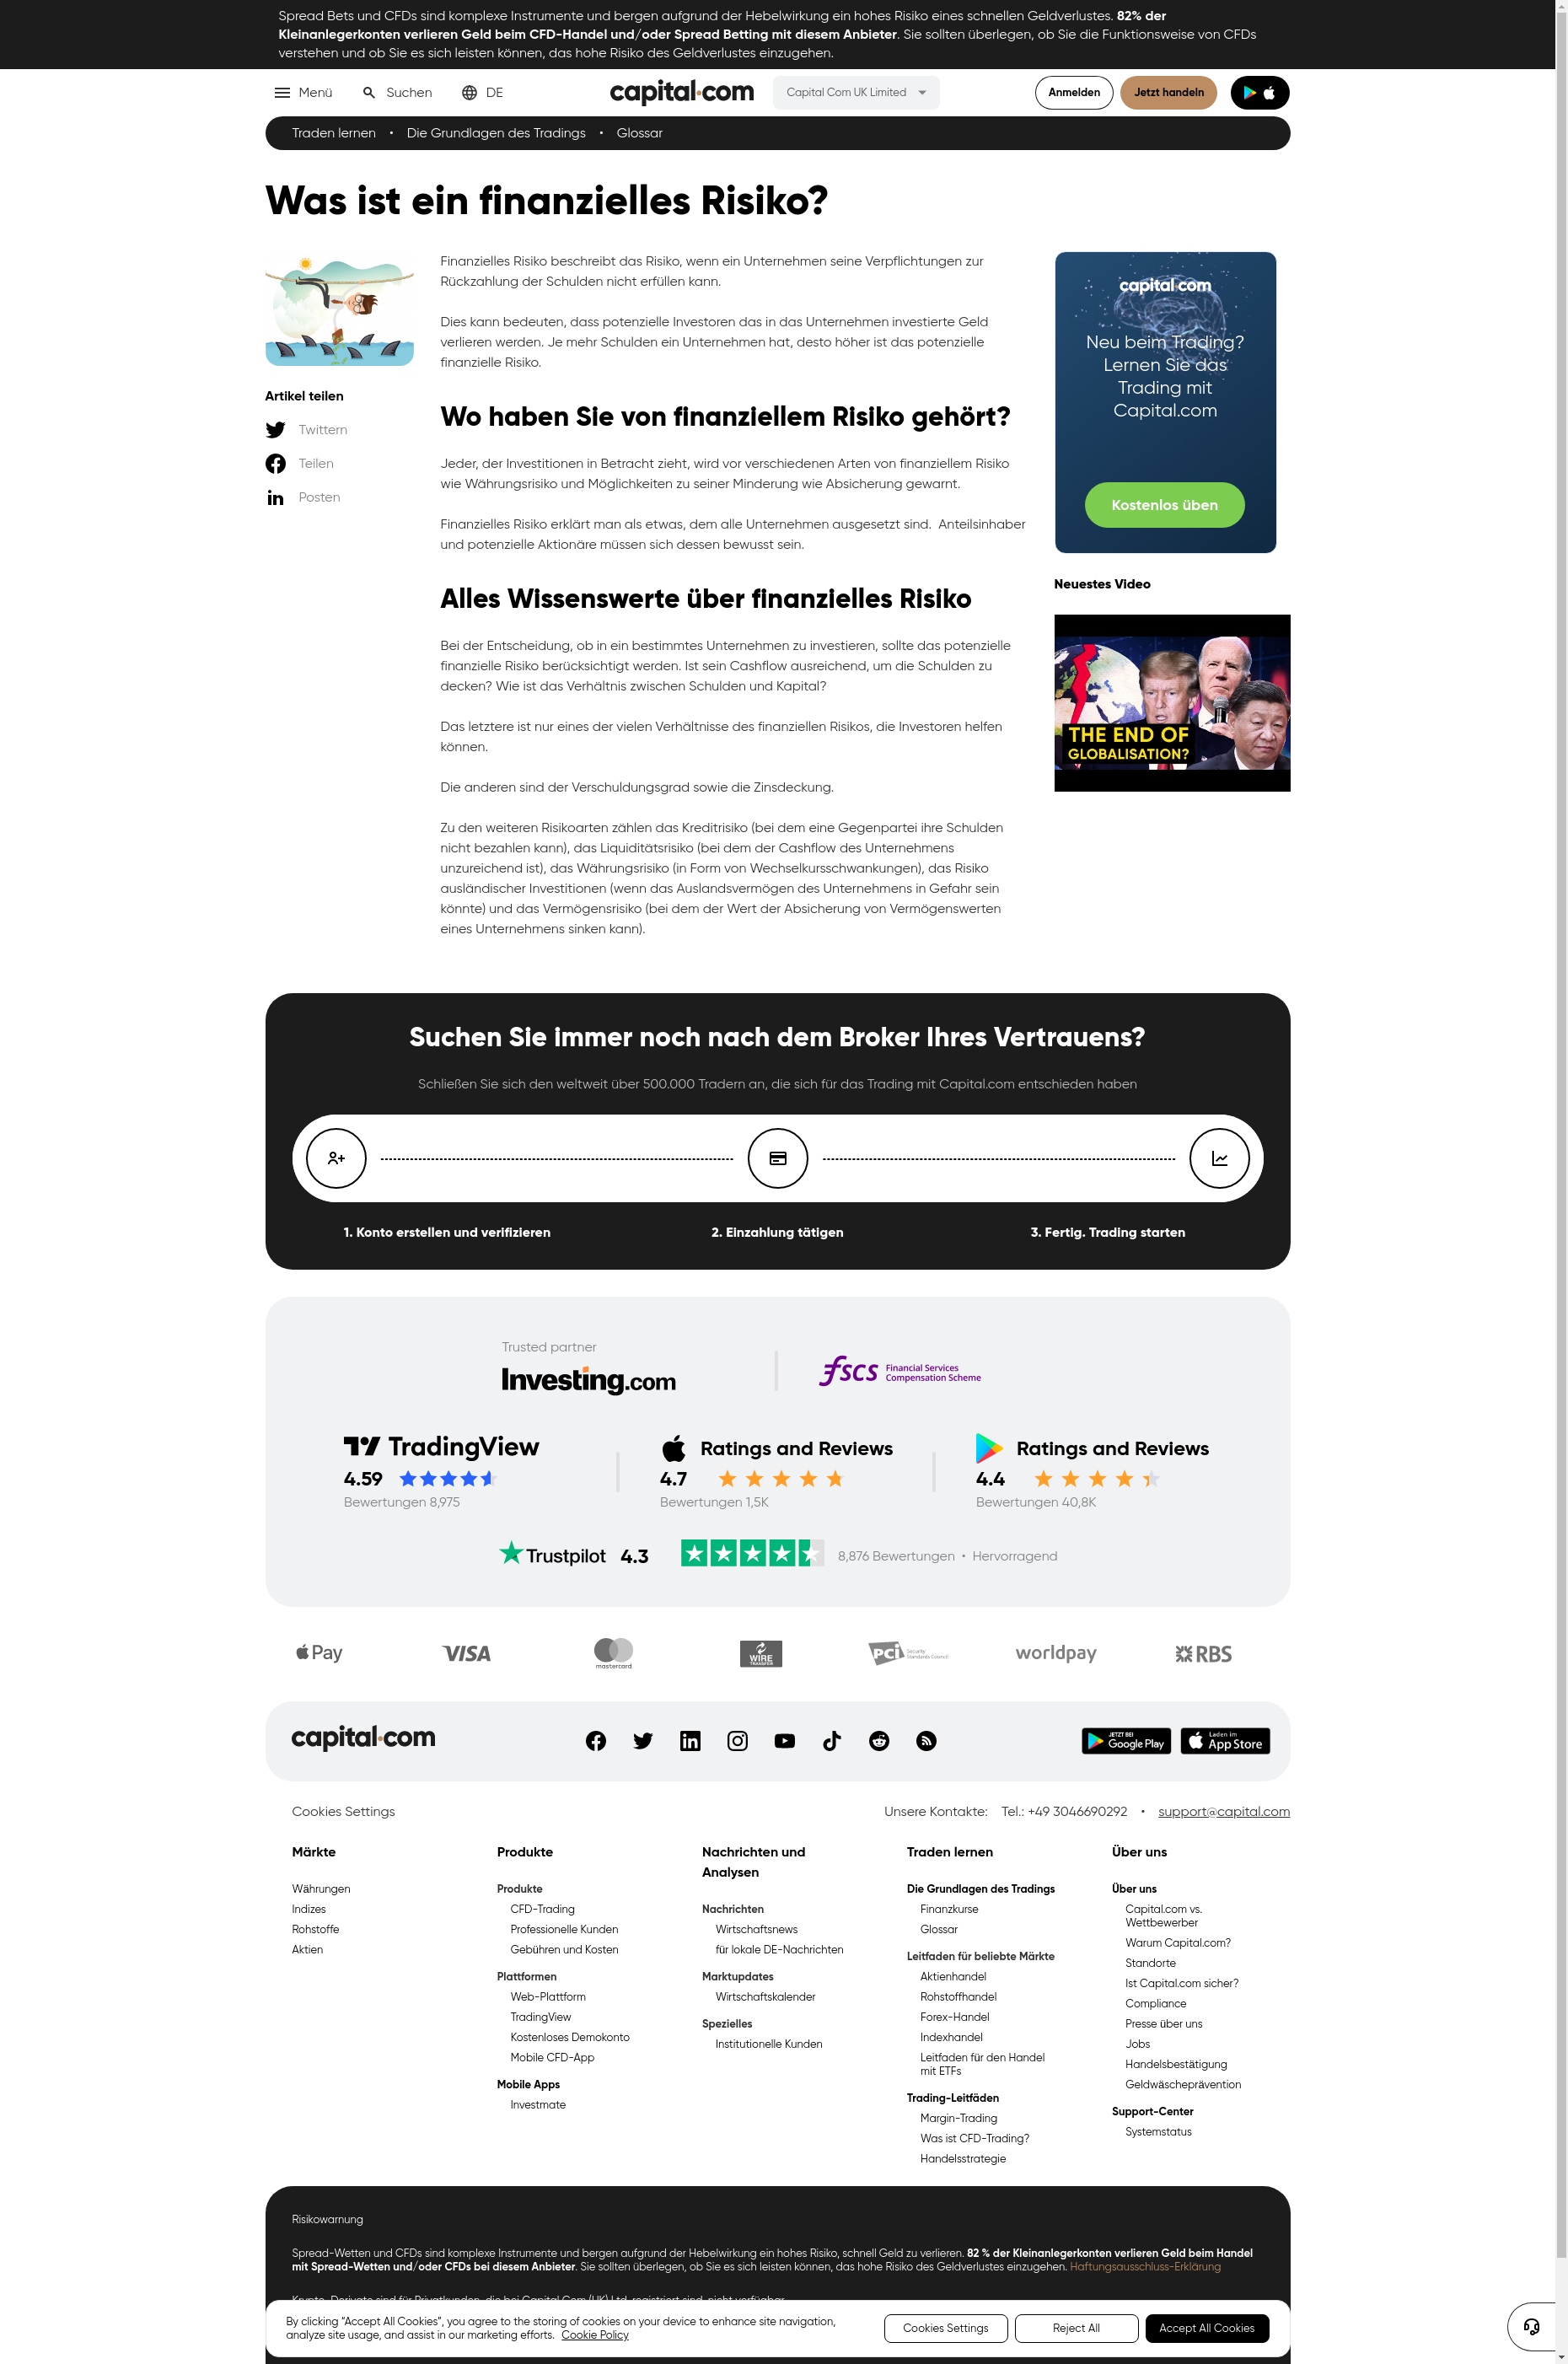 Spread Bets und CFDs sind komplexe Instrumente und bergen aufgrund der Hebelwirkung ein hohes Risiko eines schnellen Geldverlustes. 82% der
Kleinanlegerkonten verlieren Geld beim CFD-Handel und/oder Spread Betting mit diesem Anbieter. Sie sollten überlegen, ob Sie die Funktionsweise von CFDs
verstehen und ob Sie es sich leisten können, das hohe Risiko des Geldverlustes einzugehen.
Menü Suchen DE capital.com Capital Com UK Limited Anmelden Jetzt handeln
Traden lernen • Die Grundlagen des Tradings • Glossar
Was ist ein finanzielles Risiko?
Artikel teilen
Twittern
Teilen
Posten
Finanzielles Risiko beschreibt das Risiko, wenn ein Unternehmen seine Verpflichtungen zur
Rückzahlung der Schulden nicht erfüllen kann.
Dies kann bedeuten, dass potenzielle Investoren das in das Unternehmen investierte Geld
verlieren werden. Je mehr Schulden ein Unternehmen hat, desto höher ist das potenzielle
finanzielle Risiko.
Wo haben Sie von finanziellem Risiko gehört?
Jeder, der Investitionen in Betracht zieht, wird vor verschiedenen Arten von finanziellem Risiko
wie Währungsrisiko und Möglichkeiten zu seiner Minderung wie Absicherung gewarnt.
Finanzielles Risiko erklärt man als etwas, dem alle Unternehmen ausgesetzt sind. Anteilsinhaber
und potenzielle Aktionäre müssen sich dessen bewusst sein.
Alles Wissenswerte über finanzielles Risiko
Bei der Entscheidung, ob in ein bestimmtes Unternehmen zu investieren, sollte das potenzielle
finanzielle Risiko berücksichtigt werden. Ist sein Cashflow ausreichend, um die Schulden zu
decken? Wie ist das Verhältnis zwischen Schulden und Kapital?
Das letztere ist nur eines der vielen Verhältnisse des finanziellen Risikos, die Investoren helfen
können.
Die anderen sind der Verschuldungsgrad sowie die Zinsdeckung.
Zu den weiteren Risikoarten zählen das Kreditrisiko (bei dem eine Gegenpartei ihre Schulden
nicht bezahlen kann), das Liquiditätsrisiko (bei dem der Cashflow des Unternehmens
unzureichend ist), das Währungsrisiko (in Form von Wechselkursschwankungen), das Risiko
ausländischer Investitionen (wenn das Auslandsvermögen des Unternehmens in Gefahr sein
könnte) und das Vermögensrisiko (bei dem der Wert der Absicherung von Vermögenswerten
eines Unternehmens sinken kann).
capital.com
Neu beim Trading?
Lernen Sie das
Trading mit
Capital.com
Kostenlos üben
Neuestes Video
THE END OF
GLOBALISATION?
Suchen Sie immer noch nach dem Broker Ihres Vertrauens?
Schließen Sie sich den weltweit über 500.000 Tradern an, die sich für das Trading mit Capital.com entschieden haben
1. Konto erstellen und verifizieren 2. Einzahlung tätigen 3. Fertig. Trading starten
Trusted partner
Investing.com
fscs Financial Services
Compensation Scheme
TradingView
4.59
Bewertungen 8,975
Ratings and Reviews
4.7
Bewertungen 1,5K
Ratings and Reviews
4.4
Bewertungen 40,8K
Trustpilot 4.3 8,876 Bewertungen • Hervorragend
Pay VISA mastercard WIRE TRANSFER PCI Security Standards Council worldpay RBS
capital.com
JETZT BEI
Google Play
Laden im
App Store
Cookies Settings Unsere Kontakte: Tel.: +49 3046690292 • support@capital.com
Märkte
Währungen
Indizes
Rohstoffe
Aktien
Produkte
Produkte
CFD-Trading
Professionelle Kunden
Gebühren und Kosten
Plattformen
Web-Plattform
TradingView
Kostenloses Demokonto
Mobile CFD-App
Mobile Apps
Investmate
Nachrichten und
Analysen
Nachrichten
Wirtschaftsnews
für lokale DE-Nachrichten
Marktupdates
Wirtschaftskalender
Spezielles
Institutionelle Kunden
Traden lernen
Die Grundlagen des Tradings
Finanzkurse
Glossar
Leitfaden für beliebte Märkte
Aktienhandel
Rohstoffhandel
Forex-Handel
Indexhandel
Leitfaden für den Handel
mit ETFs
Trading-Leitfäden
Margin-Trading
Was ist CFD-Trading?
Handelsstrategie
Über uns
Über uns
Capital.com vs.
Wettbewerber
Warum Capital.com?
Standorte
Ist Capital.com sicher?
Compliance
Presse über uns
Jobs
Handelsbestätigung
Geldwäscheprävention
Support-Center
Systemstatus
Risikowarnung
Spread-Wetten und CFDs sind komplexe Instrumente und bergen aufgrund der Hebelwirkung ein hohes Risiko, schnell Geld zu verlieren. 82 % der Kleinanlegerkonten verlieren Geld beim Handel
mit Spread-Wetten und/oder CFDs bei diesem Anbieter. Sie sollten überlegen, ob Sie es sich leisten können, das hohe Risiko des Geldverlustes einzugehen. Haftungsausschluss-Erklärung
Krypto-Derivate sind für Privatkunden, die bei Capital Com (UK) Ltd. registriert sind, nicht verfügbar.
By clicking “Accept All Cookies”, you agree to the storing of cookies on your device to enhance site navigation,
analyze site usage, and assist in our marketing efforts. Cookie Policy
Cookies Settings Reject All Accept All Cookies